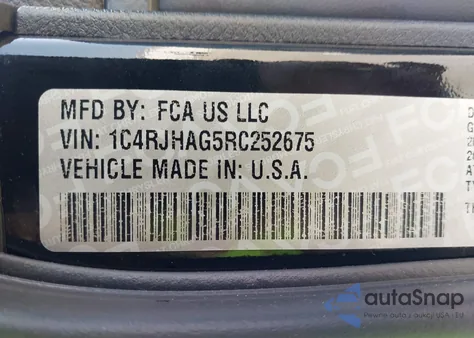 MFD BY: FCA US LLC
VIN: 1C4RJHAG5RC252675
VEHICLE MADE IN: U.S.A.
autoSnap